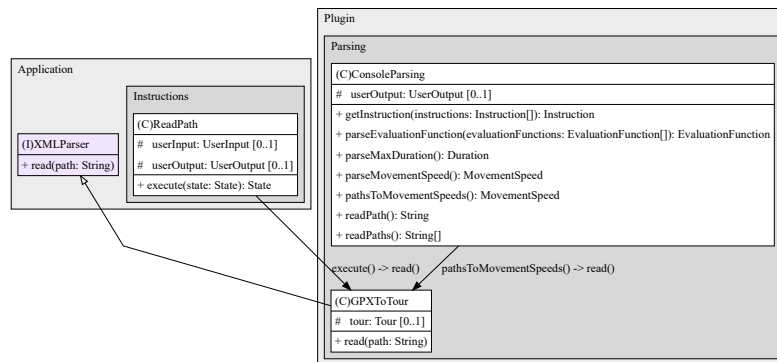 Plugin
Parsing
(C)ConsoleParsing
# userOutput: UserOutput [0..1]
+ getInstruction(instructions: Instruction[]): Instruction
+ parseEvaluationFunction(evaluationFunctions: EvaluationFunction[]): EvaluationFunction
+ parseMaxDuration(): Duration
+ parseMovementSpeed(): MovementSpeed
+ pathsToMovementSpeeds(): MovementSpeed
+ readPath(): String
+ readPaths(): String[]
Application
Instructions
(C)ReadPath
# userInput: UserInput [0..1]
# userOutput: UserOutput [0..1]
+ execute(state: State): State
(I)XMLParser
+ read(path: String)
execute() -> read()
pathsToMovementSpeeds() -> read()
(C)GPXToTour
# tour: Tour [0..1]
+ read(path: String)